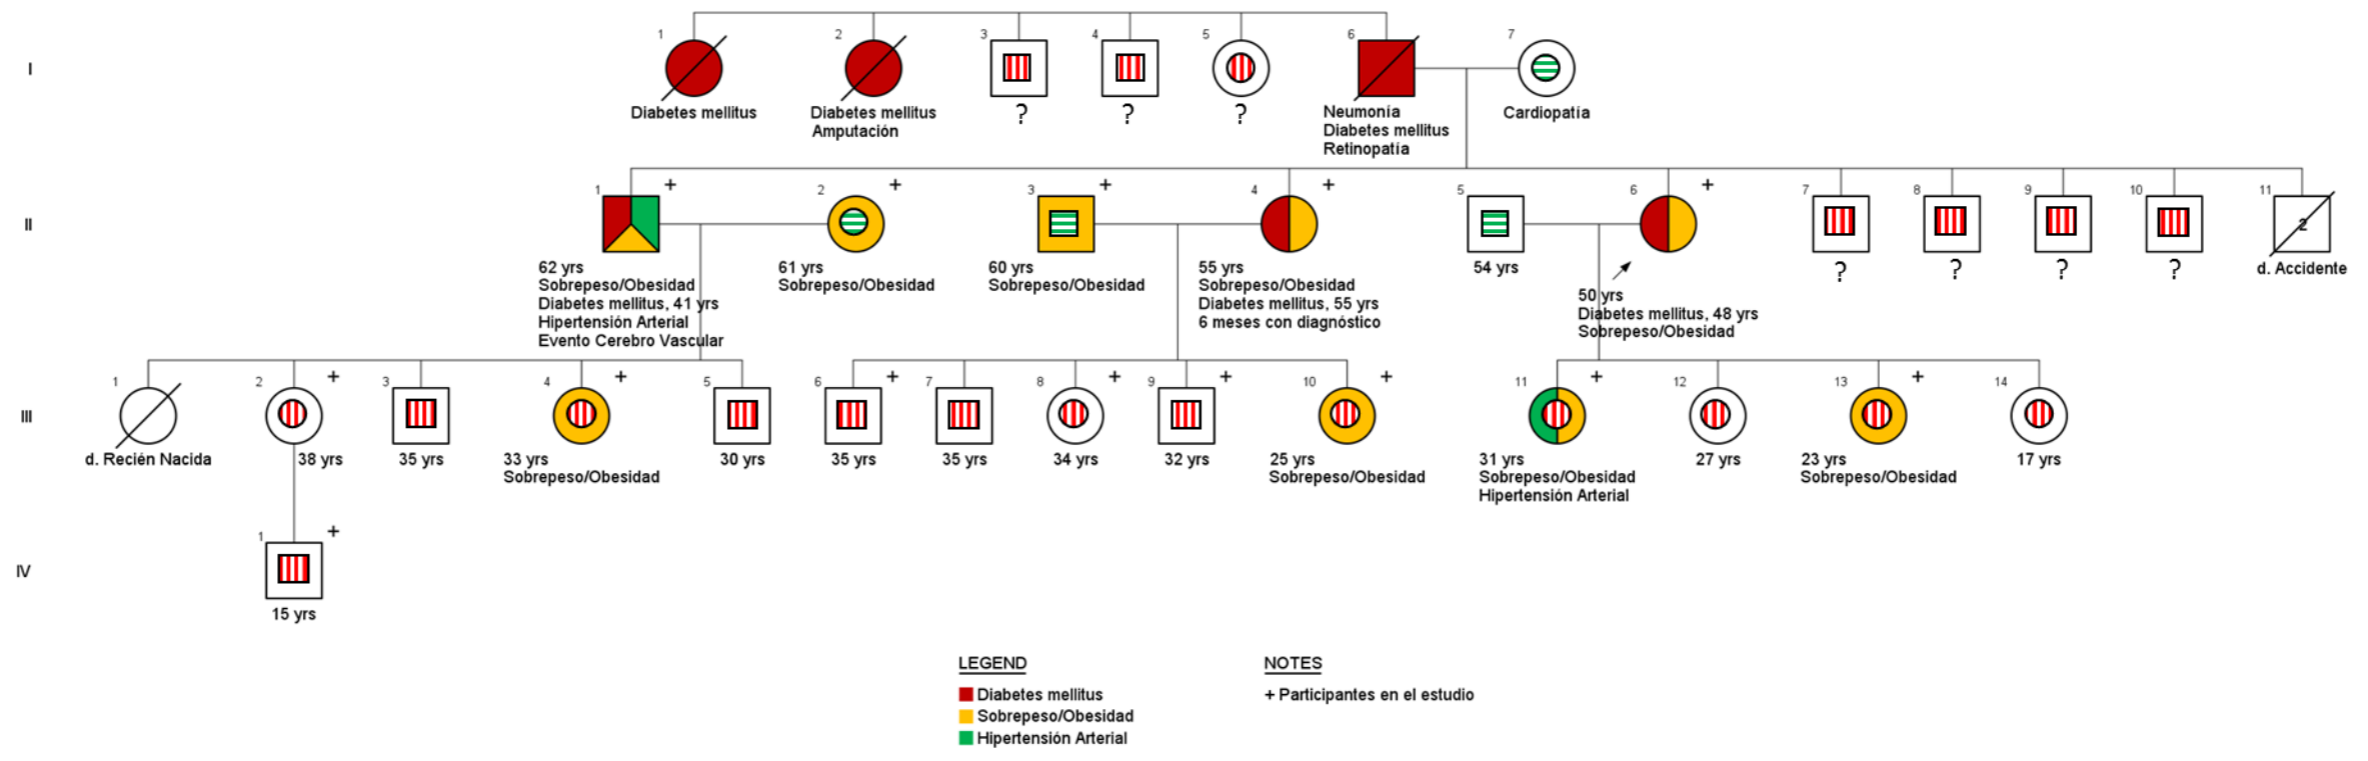 1
2
3
4
5
6
7
I
Diabetes mellitus
Diabetes mellitus
Amputación
?
?
?
Neumonía
Diabetes mellitus
Retinopatía
Cardiopatía
1 +
2 +
3 +
4 +
5
6 +
7
8
9
10
11
II
2
62 yrs
Sobrepeso/Obesidad
Diabetes mellitus, 41 yrs
Hipertensión Arterial
Evento Cerebro Vascular
61 yrs
Sobrepeso/Obesidad
60 yrs
Sobrepeso/Obesidad
55 yrs
Sobrepeso/Obesidad
Diabetes mellitus, 55 yrs
6 meses con diagnóstico
54 yrs
50 yrs
Diabetes mellitus, 48 yrs
Sobrepeso/Obesidad
?
?
?
?
d. Accidente
1
2 +
3
4 +
5
6 +
7
8 +
9 +
10 +
11 +
12
13 +
14
III
d. Recién Nacida
38 yrs
35 yrs
33 yrs
Sobrepeso/Obesidad
30 yrs
35 yrs
35 yrs
34 yrs
32 yrs
25 yrs
Sobrepeso/Obesidad
31 yrs
Sobrepeso/Obesidad
Hipertensión Arterial
27 yrs
23 yrs
Sobrepeso/Obesidad
17 yrs
1 +
IV
15 yrs
LEGEND
Diabetes mellitus
Sobrepeso/Obesidad
Hipertensión Arterial
NOTES
+ Participantes en el estudio